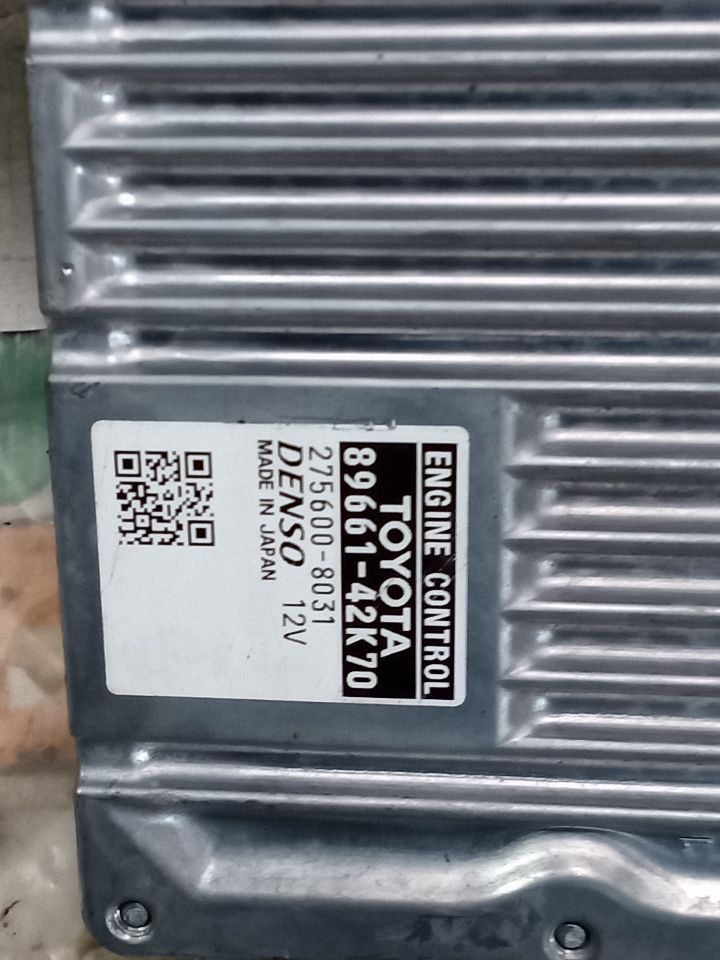 ENGINE CONTROL
TOYOTA
89661-42K70
275600-8031
DENSO 12V
MADE IN JAPAN